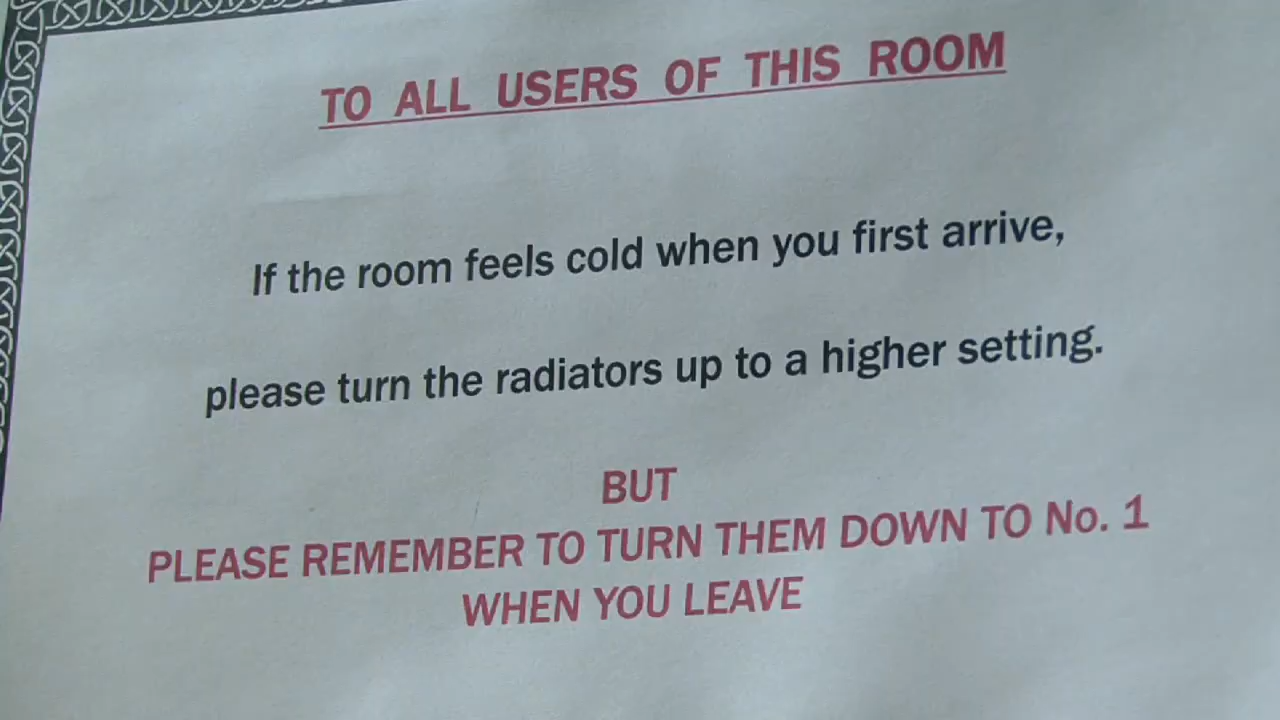 TO ALL USERS OF THIS ROOM
If the room feels cold when you first arrive,
please turn the radiators up to a higher setting.
BUT
PLEASE REMEMBER TO TURN THEM DOWN TO No. 1
WHEN YOU LEAVE